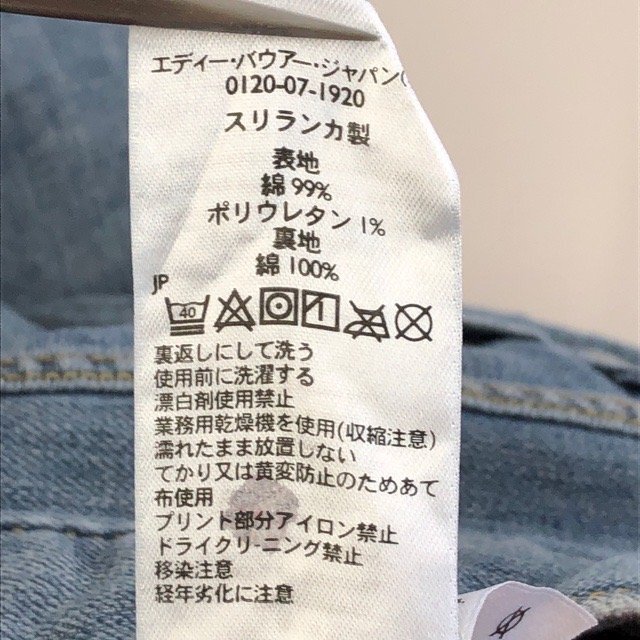 エディー・バウアー・ジャパン(
0120-07-1920
スリランカ製
表地
綿 99%
ポリウレタン 1%
裏地
綿 100%
JP
40
裏返しにして洗う
使用前に洗濯する
漂白剤使用禁止
業務用乾燥機を使用(収縮注意)
濡れたまま放置しない
てかり又は黄変防止のためあて
布使用
プリント部分アイロン禁止
ドライクリーニング禁止
移染注意
経年劣化に注意